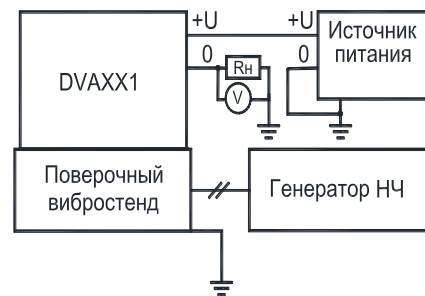 +U
+U
Источник
питания
0
0
DVAXX1
Rн
V
Поверочный
вибростенд
Генератор НЧ